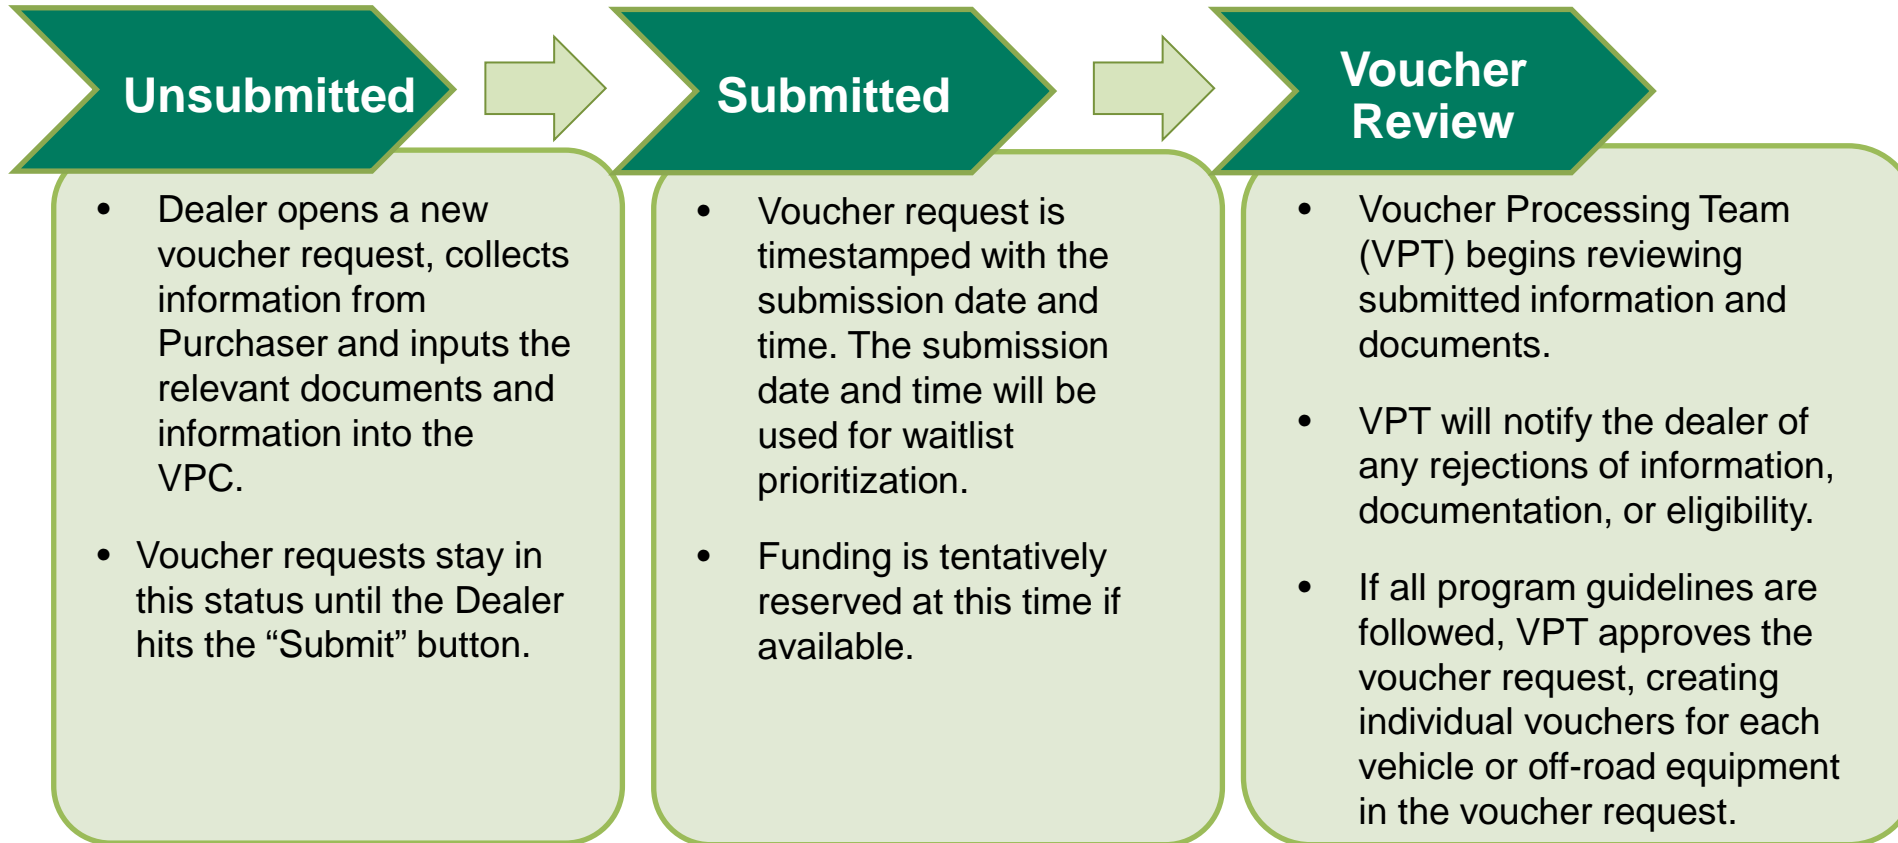 Unsubmitted
• Dealer opens a new
voucher request, collects
information from
Purchaser and inputs the
relevant documents and
information into the
VPC.
• Voucher requests stay in
this status until the Dealer
hits the “Submit” button.
Submitted
• Voucher request is
timestamped with the
submission date and
time. The submission
date and time will be
used for waitlist
prioritization.
• Funding is tentatively
reserved at this time if
available.
Voucher
Review
• Voucher Processing Team
(VPT) begins reviewing
submitted information and
documents.
• VPT will notify the dealer of
any rejections of information,
documentation, or eligibility.
• If all program guidelines are
followed, VPT approves the
voucher request, creating
individual vouchers for each
vehicle or off-road equipment
in the voucher request.